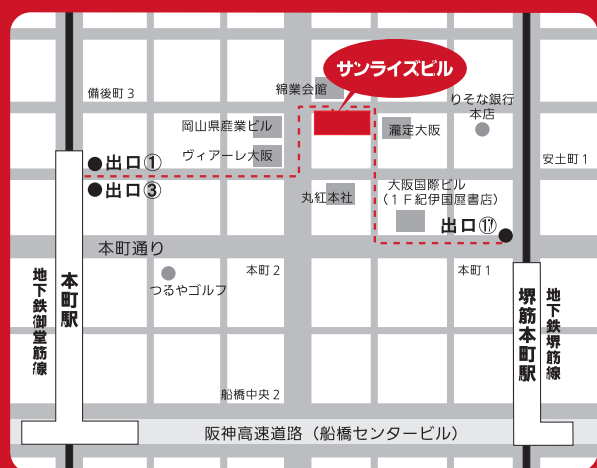 サンライズビル
綿業会館
備後町 3
りそな銀行
本店
岡山県産業ビル
瀧定大阪
ヴィアーレ大阪
出口①
安土町 1
出口③
丸紅本社
大阪国際ビル
（1F紀伊国屋書店）
出口⑰
本町通り
本町 2
本町 1
つるやゴルフ
地下鉄御堂筋線
本町駅
堺筋本町駅
地下鉄堺筋線
船橋中央 2
阪神高速道路（船橋センタービル）